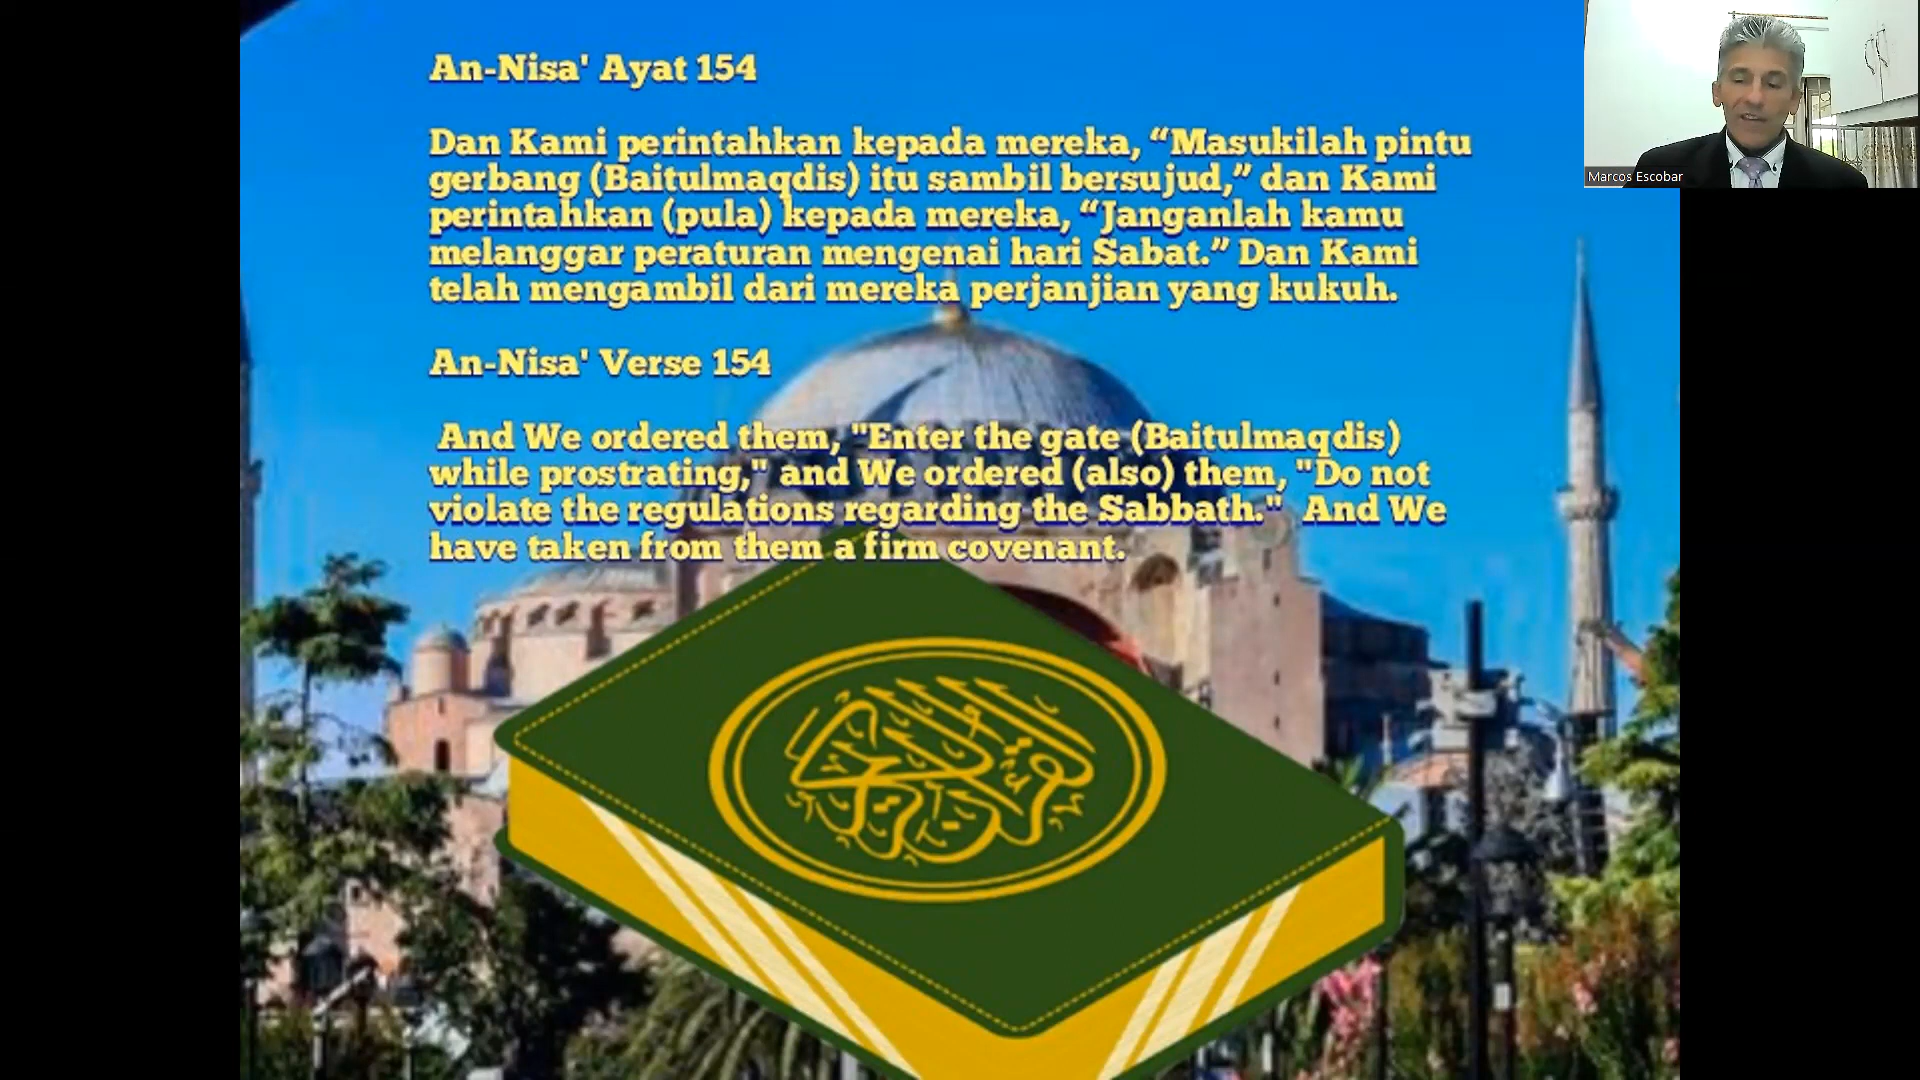 An-Nisa' Ayat 154
Dan Kami perintahkan kepada mereka, “Masukilah pintu
gerbang (Baitulmaqdis) itu sambil bersujud,” dan Kami
perintahkan (pula) kepada mereka, “Janganlah kamu
melanggar peraturan mengenai hari Sabat.” Dan Kami
telah mengambil dari mereka perjanjian yang kukuh.
An-Nisa' Verse 154
And We ordered them, "Enter the gate (Baitulmaqdis)
while prostrating," and We ordered (also) them, "Do not
violate the regulations regarding the Sabbath."  And We
have taken from them a firm covenant.
القرآن الكريم
Marcos Escobar